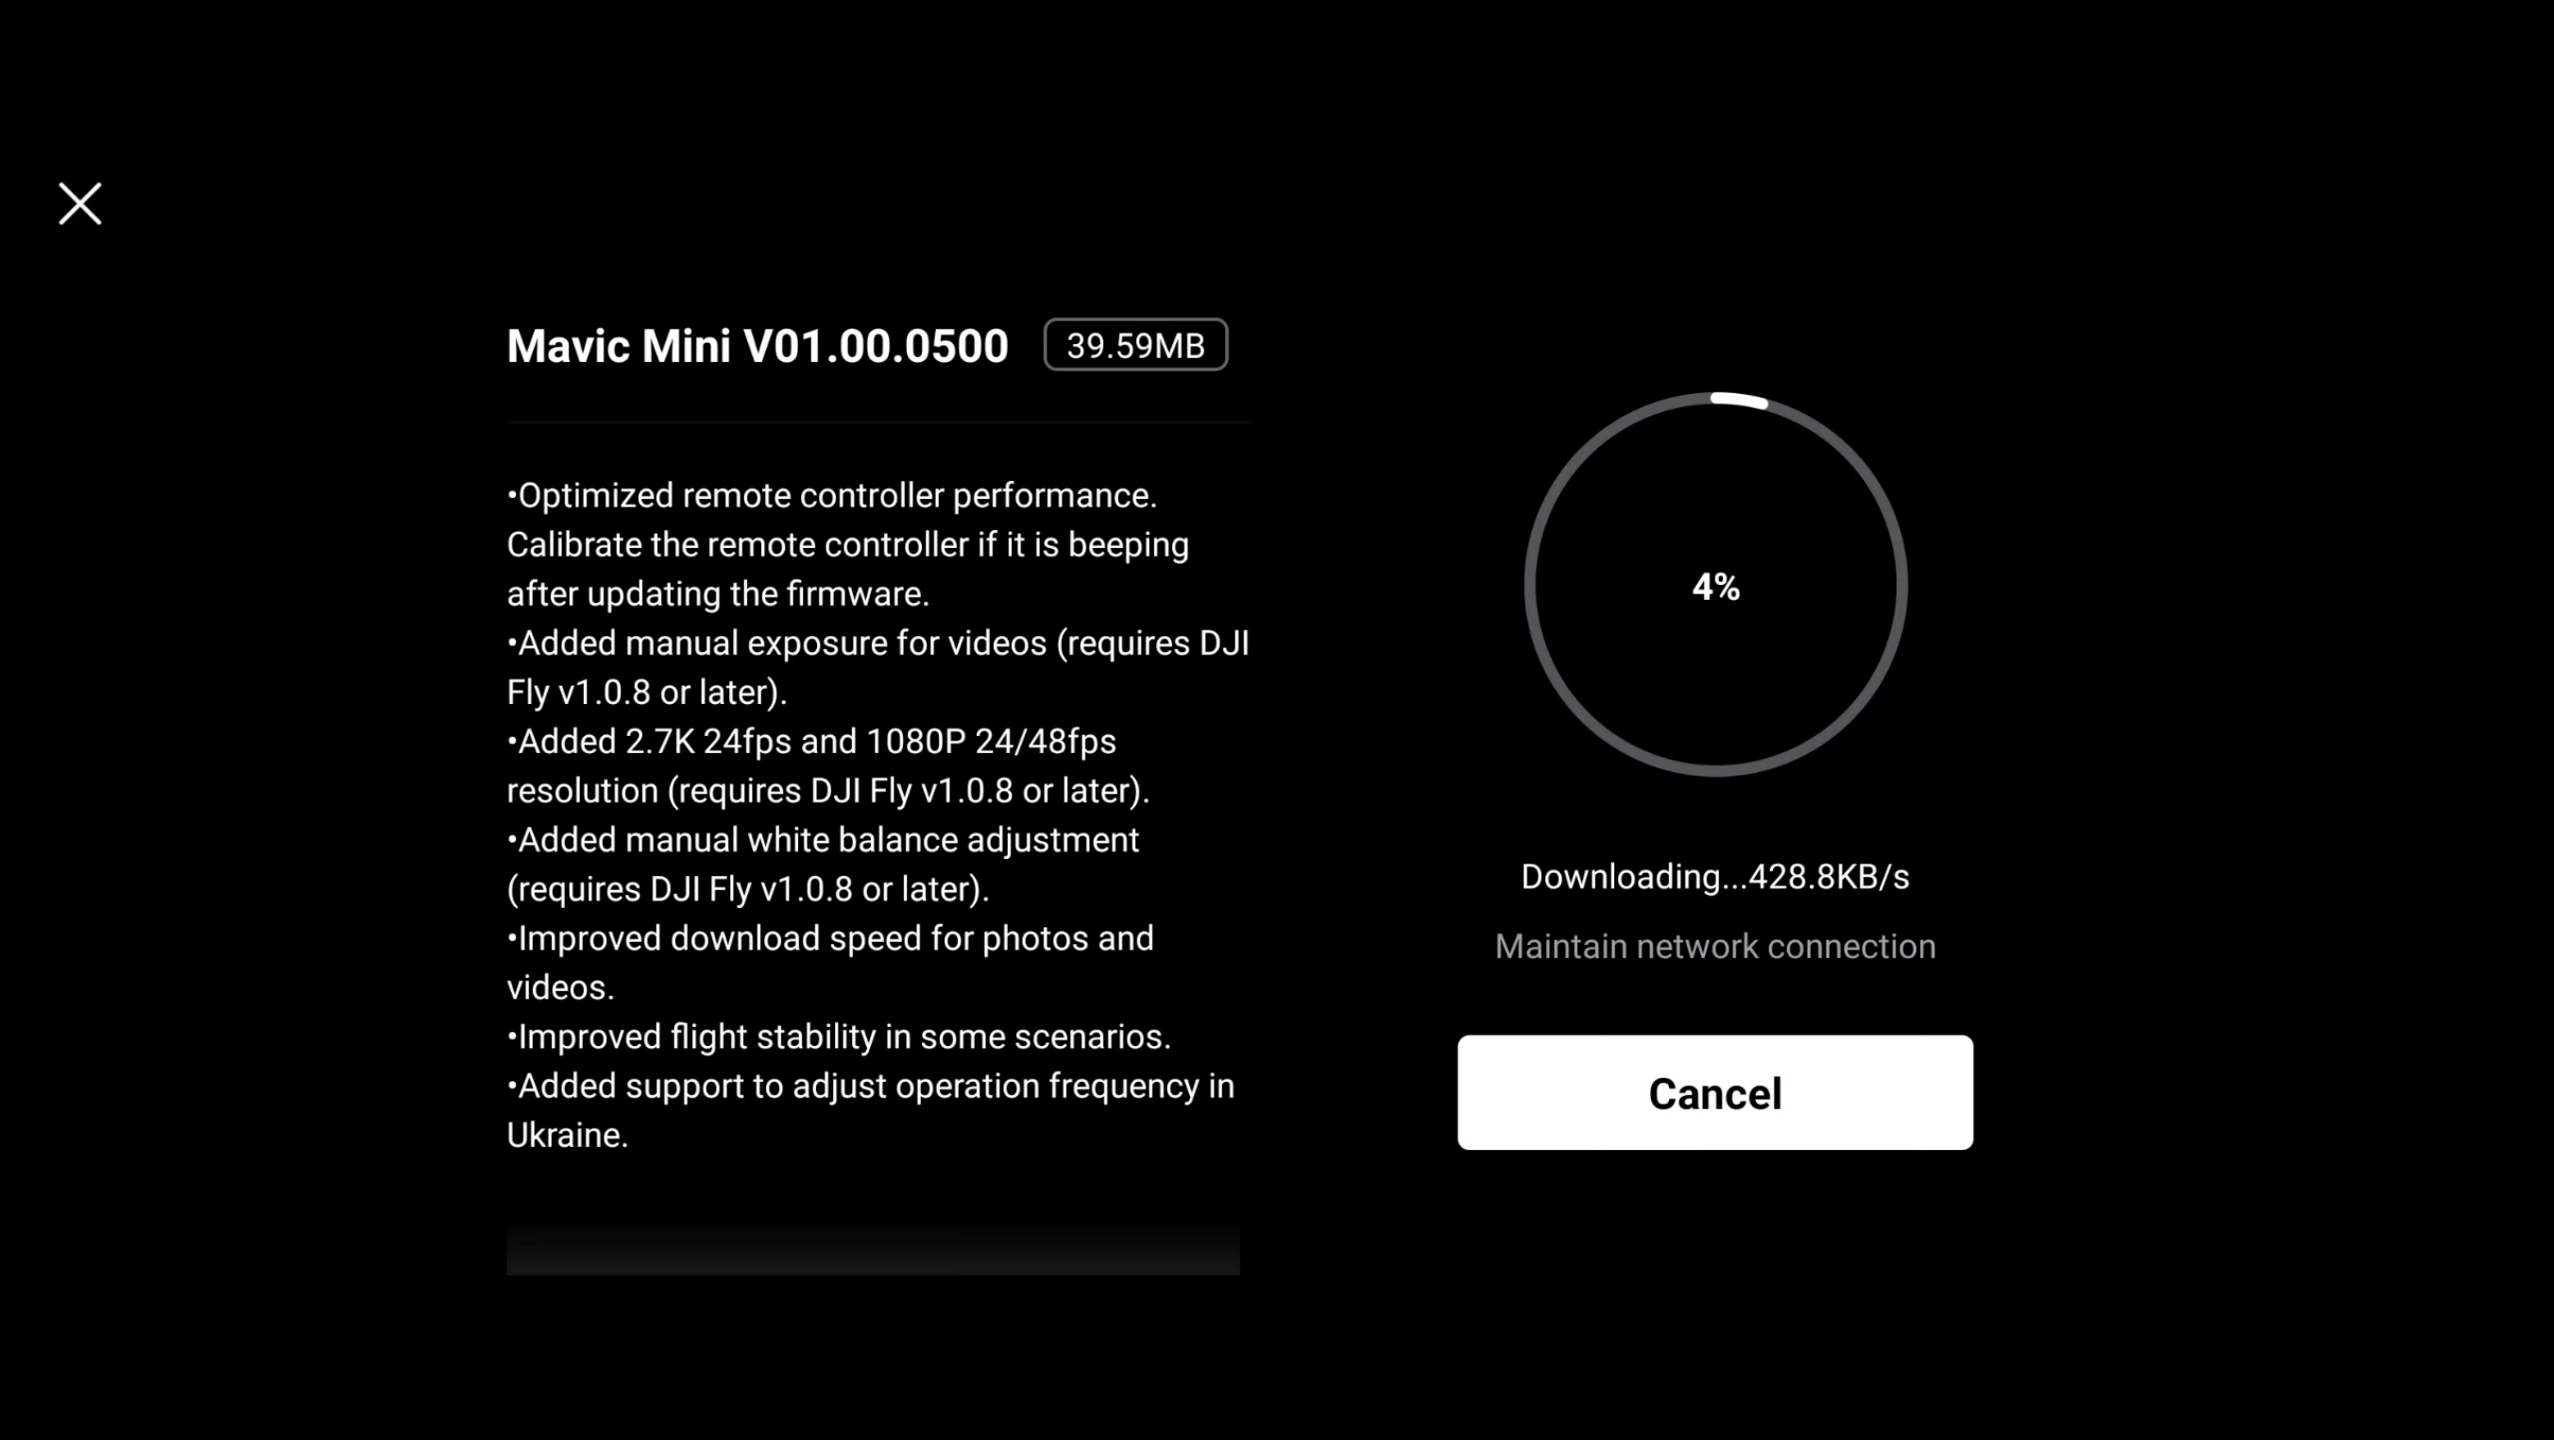 Mavic Mini V01.00.0500 39.59MB
•Optimized remote controller performance.
Calibrate the remote controller if it is beeping
after updating the firmware.
•Added manual exposure for videos (requires DJI
Fly v1.0.8 or later).
•Added 2.7K 24fps and 1080P 24/48fps
resolution (requires DJI Fly v1.0.8 or later).
•Added manual white balance adjustment
(requires DJI Fly v1.0.8 or later).
•Improved download speed for photos and
videos.
•Improved flight stability in some scenarios.
•Added support to adjust operation frequency in
Ukraine.
4%
Downloading...428.8KB/s
Maintain network connection
Cancel